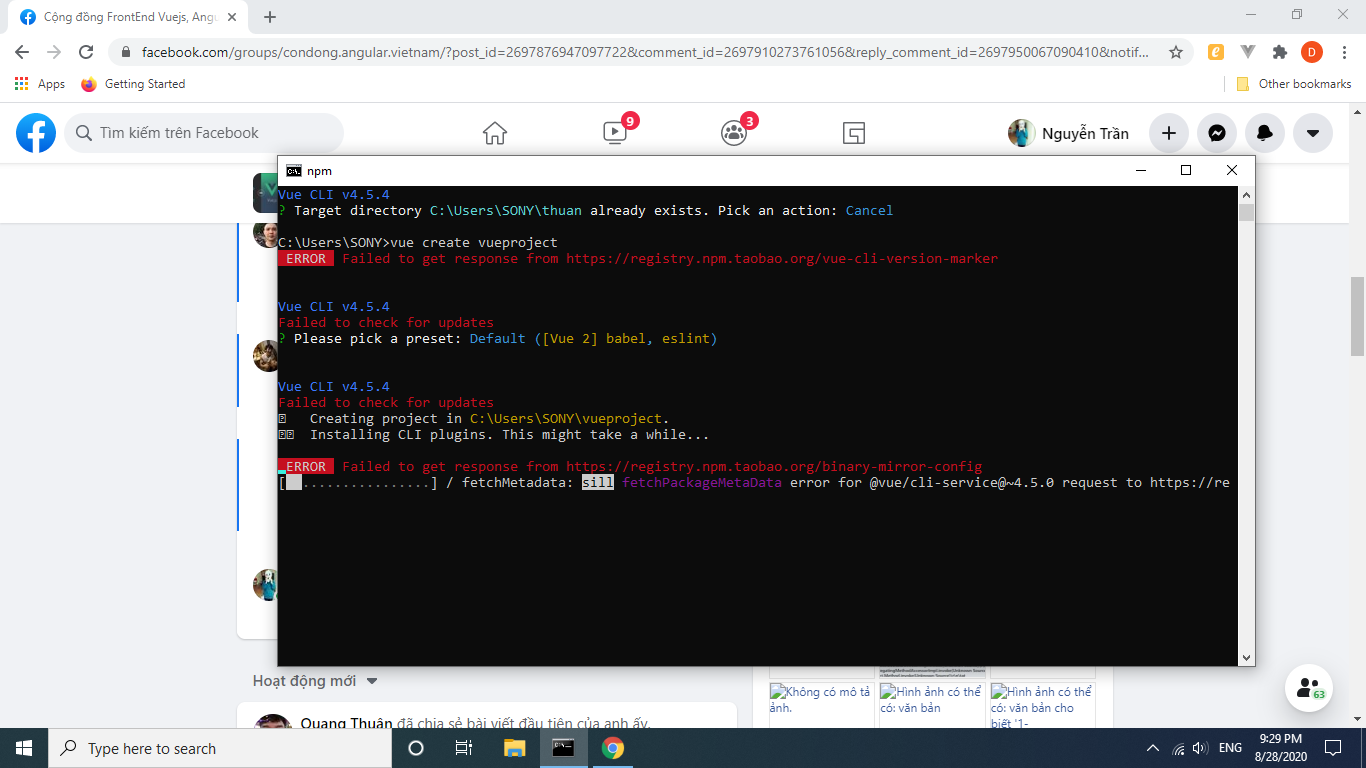 Cộng đồng FrontEnd Vuejs, Angu
facebook.com/groups/condong.angular.vietnam/?post_id=2697876947097722&comment_id=2697910273761056&reply_comment_id=2697950067090410&notif...
D
Apps
Getting Started
Other bookmarks
Tìm kiếm trên Facebook
9
3
Nguyễn Trần
npm
Vue CLI v4.5.4
? Target directory C:\Users\SONY\thuan already exists. Pick an action: Cancel
C:\Users\SONY>vue create vueproject
ERROR Failed to get response from https://registry.npm.taobao.org/vue-cli-version-marker
Vue CLI v4.5.4
Failed to check for updates
? Please pick a preset: Default ([Vue 2] babel, eslint)
Vue CLI v4.5.4
Failed to check for updates
Creating project in C:\Users\SONY\vueproject.
Installing CLI plugins. This might take a while...
ERROR Failed to get response from https://registry.npm.taobao.org/binary-mirror-config
[ ................] / fetchMetadata: sill fetchPackageMetaData error for @vue/cli-service@~4.5.0 request to https://re
Hoạt động mới
Không có mô tả ảnh.
Hình ảnh có thể có: văn bản
Hình ảnh có thể có: văn bản cho biết '1-
63
Quang Thuận đã chia sẻ bài viết đầu tiên của anh ấy.
Type here to search
ENG
9:29 PM
8/28/2020